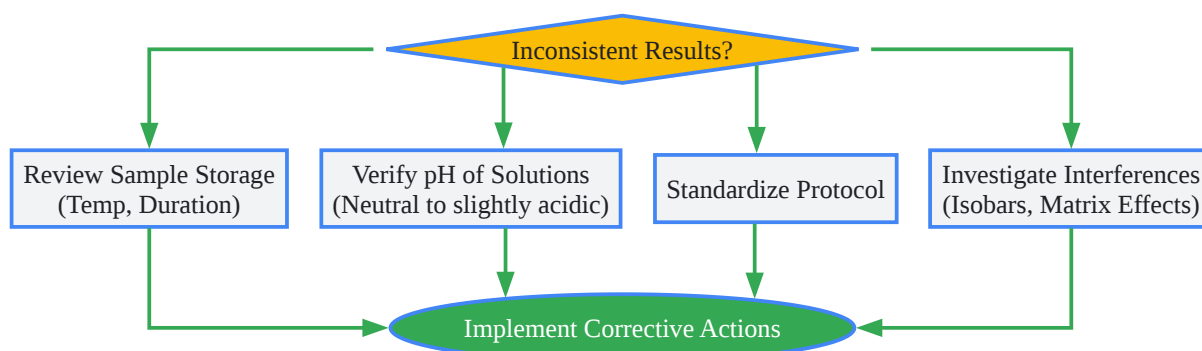 Inconsistent Results?
Review Sample Storage
(Temp, Duration)
Verify pH of Solutions
(Neutral to slightly acidic)
Standardize Protocol
Investigate Interferences
(Isobars, Matrix Effects)
Implement Corrective Actions